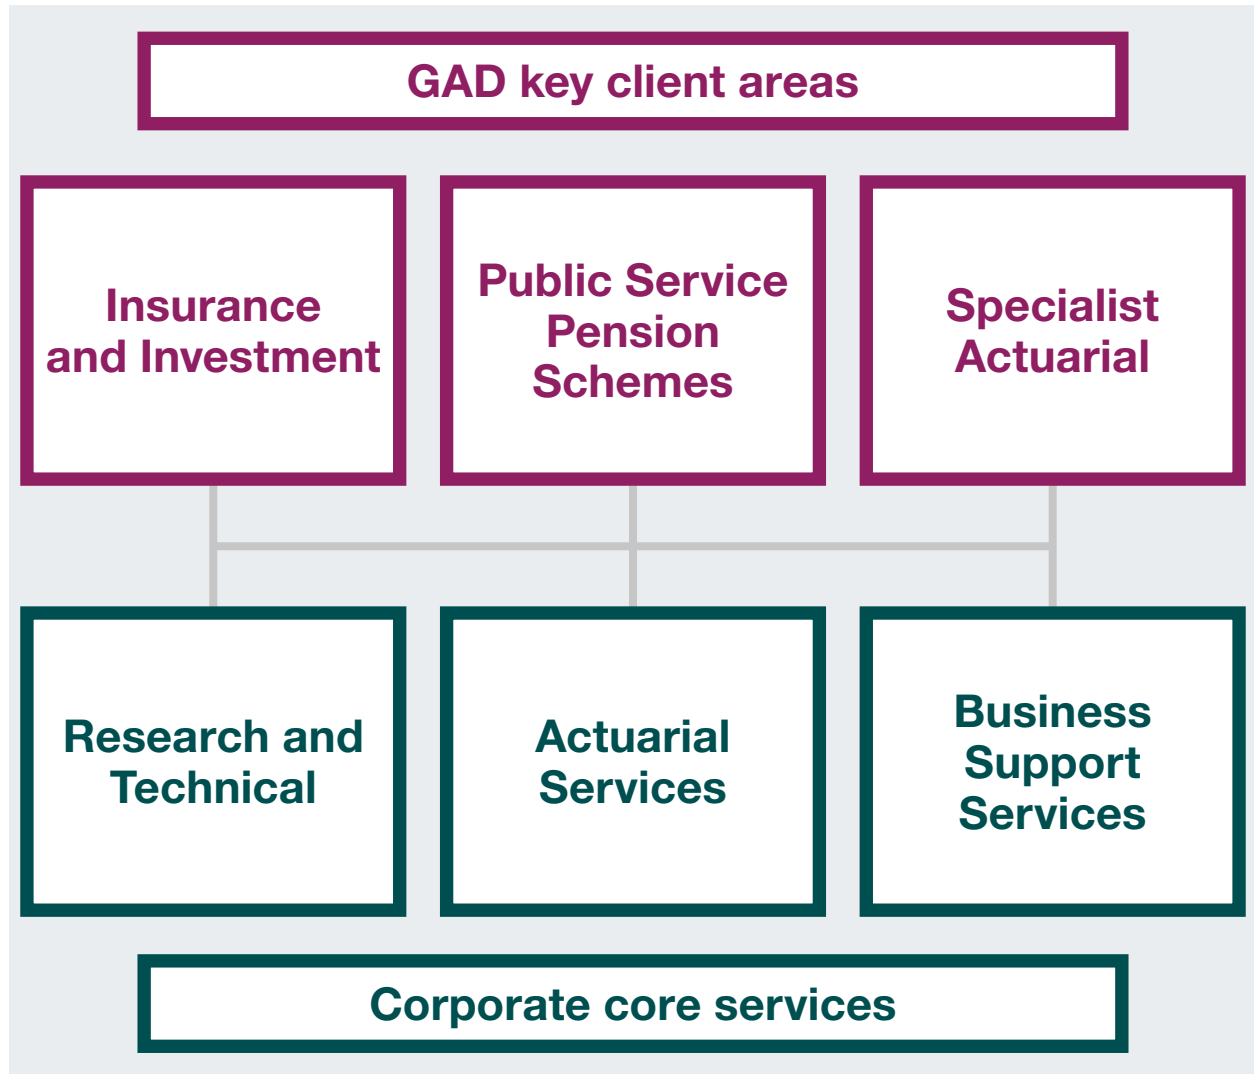 GAD key client areas
Insurance
and Investment
Public Service
Pension
Schemes
Specialist
Actuarial
Research and
Technical
Actuarial
Services
Business
Support
Services
Corporate core services